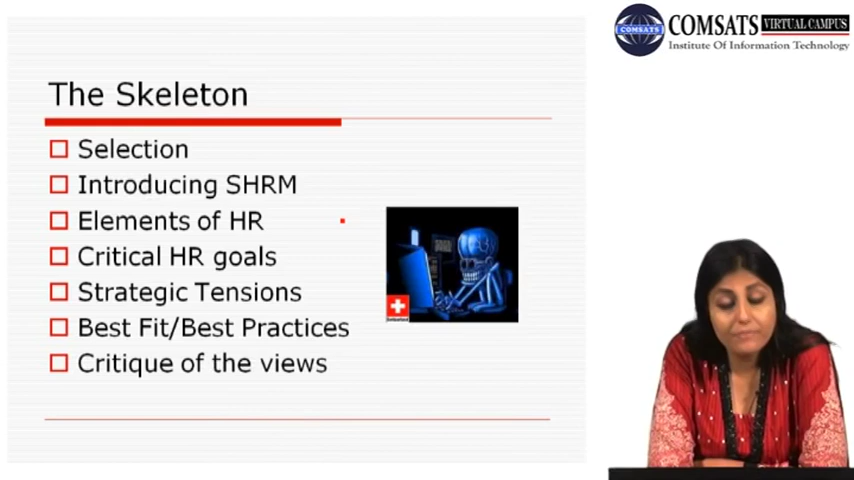 COMSATS VIRTUAL CAMPUS
Institute Of Information Technology
COMSATS
The Skeleton
Selection
Introducing SHRM
Elements of HR
Critical HR goals
Strategic Tensions
Best Fit/Best Practices
Critique of the views